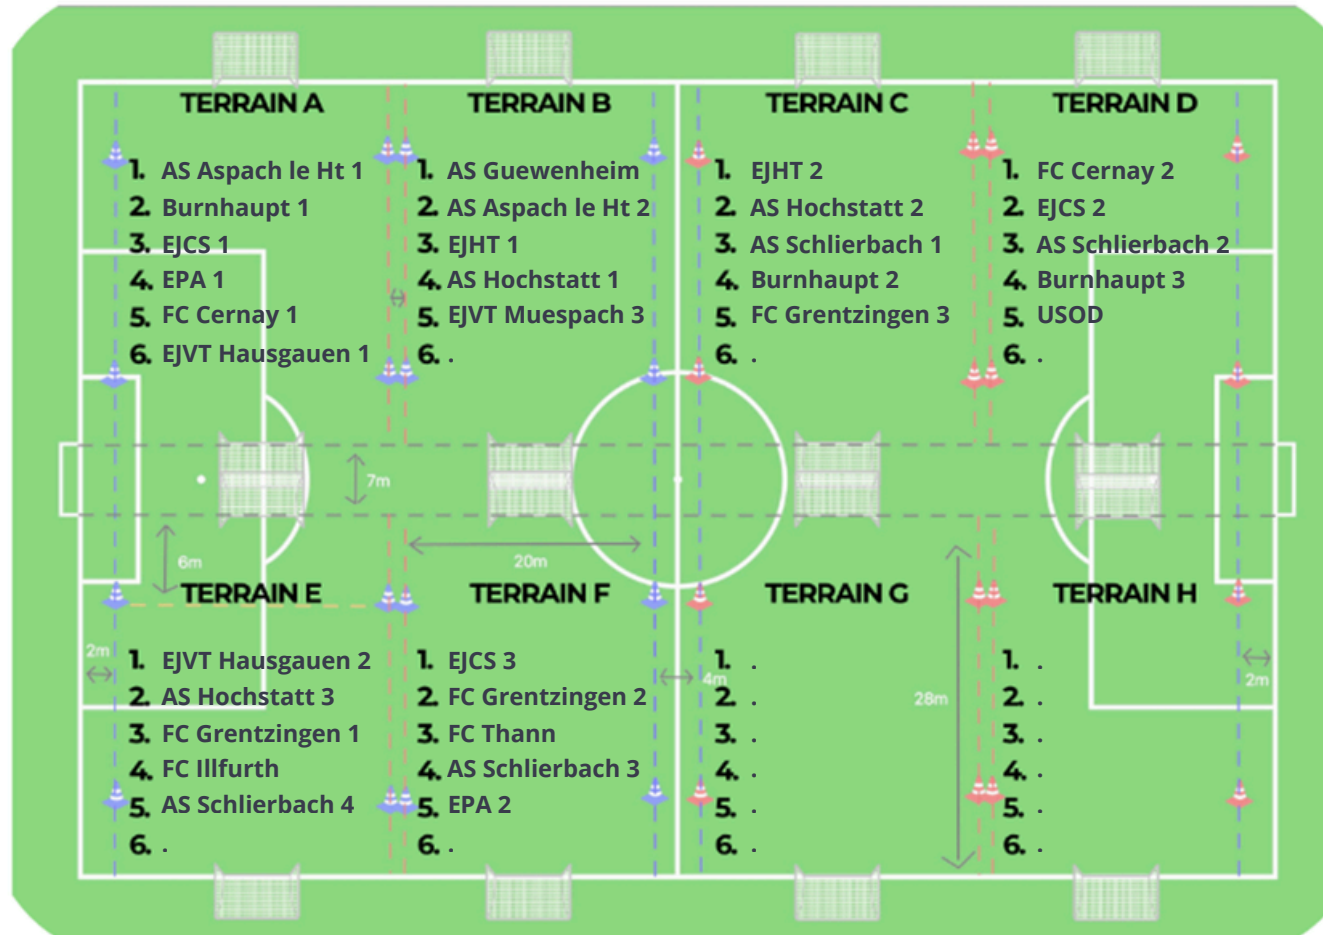 TERRAIN A
1. AS Aspach le Ht 1
2. Burnhaupt 1
3. EJCS 1
4. EPA 1
5. FC Cernay 1
6. EJVT Hausgauen 1
TERRAIN B
1. AS Guewenheim
2. AS Aspach le Ht 2
3. EJHT 1
4. AS Hochstatt 1
5. EJVT Muespach 3
6. .
TERRAIN C
1. EJHT 2
2. AS Hochstatt 2
3. AS Schlierbach 1
4. Burnhaupt 2
5. FC Grentzingen 3
6. .
TERRAIN D
1. FC Cernay 2
2. EJCS 2
3. AS Schlierbach 2
4. Burnhaupt 3
5. USOD
6. .
7m
6m
20m
TERRAIN E
1. EJVT Hausgauen 2
2. AS Hochstatt 3
3. FC Grentzingen 1
4. FC Illfurth
5. AS Schlierbach 4
6. .
2m
TERRAIN F
1. EJCS 3
2. FC Grentzingen 2
3. FC Thann
4. AS Schlierbach 3
5. EPA 2
6. .
4m
TERRAIN G
1. .
2. .
3. .
4. .
5. .
6. .
28m
TERRAIN H
1. .
2. .
3. .
4. .
5. .
6. .
2m